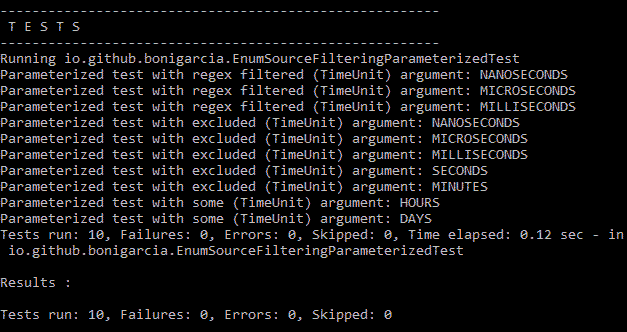 -------------------------------------------------------
 T E S T S
-------------------------------------------------------
Running io.github.bonigarcia.EnumSourceFilteringParameterizedTest
Parameterized test with regex filtered (TimeUnit) argument: NANOSECONDS
Parameterized test with regex filtered (TimeUnit) argument: MICROSECONDS
Parameterized test with regex filtered (TimeUnit) argument: MILLISECONDS
Parameterized test with excluded (TimeUnit) argument: NANOSECONDS
Parameterized test with excluded (TimeUnit) argument: MICROSECONDS
Parameterized test with excluded (TimeUnit) argument: MILLISECONDS
Parameterized test with excluded (TimeUnit) argument: SECONDS
Parameterized test with excluded (TimeUnit) argument: MINUTES
Parameterized test with some (TimeUnit) argument: HOURS
Parameterized test with some (TimeUnit) argument: DAYS
Tests run: 10, Failures: 0, Errors: 0, Skipped: 0, Time elapsed: 0.12 sec - in
 io.github.bonigarcia.EnumSourceFilteringParameterizedTest

Results :

Tests run: 10, Failures: 0, Errors: 0, Skipped: 0